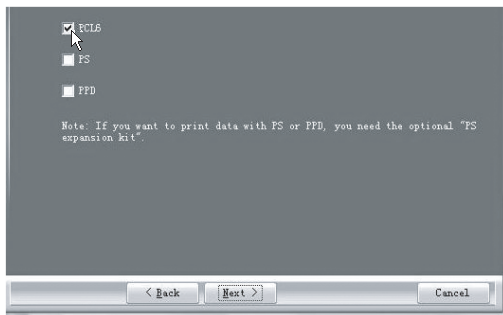 PCL6
PS
PPD
Note: If you want to print data with PS or PPD, you need the optional "PS
expansion kit".
< Back
Next >
Cancel